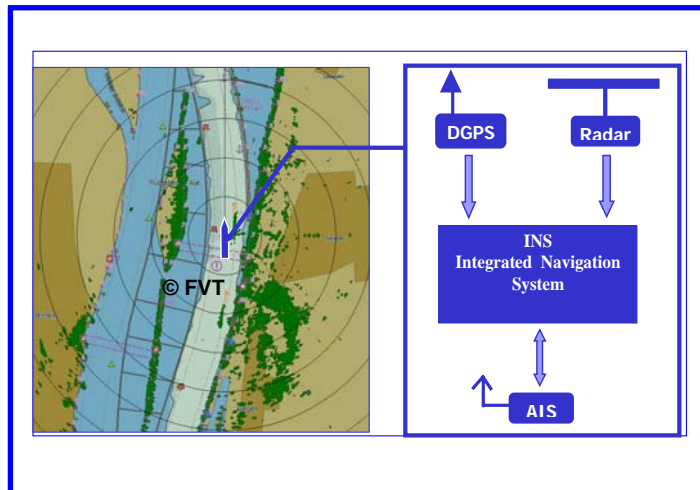 © FVT
DGPS
Radar
INS
Integrated Navigation
System
AIS